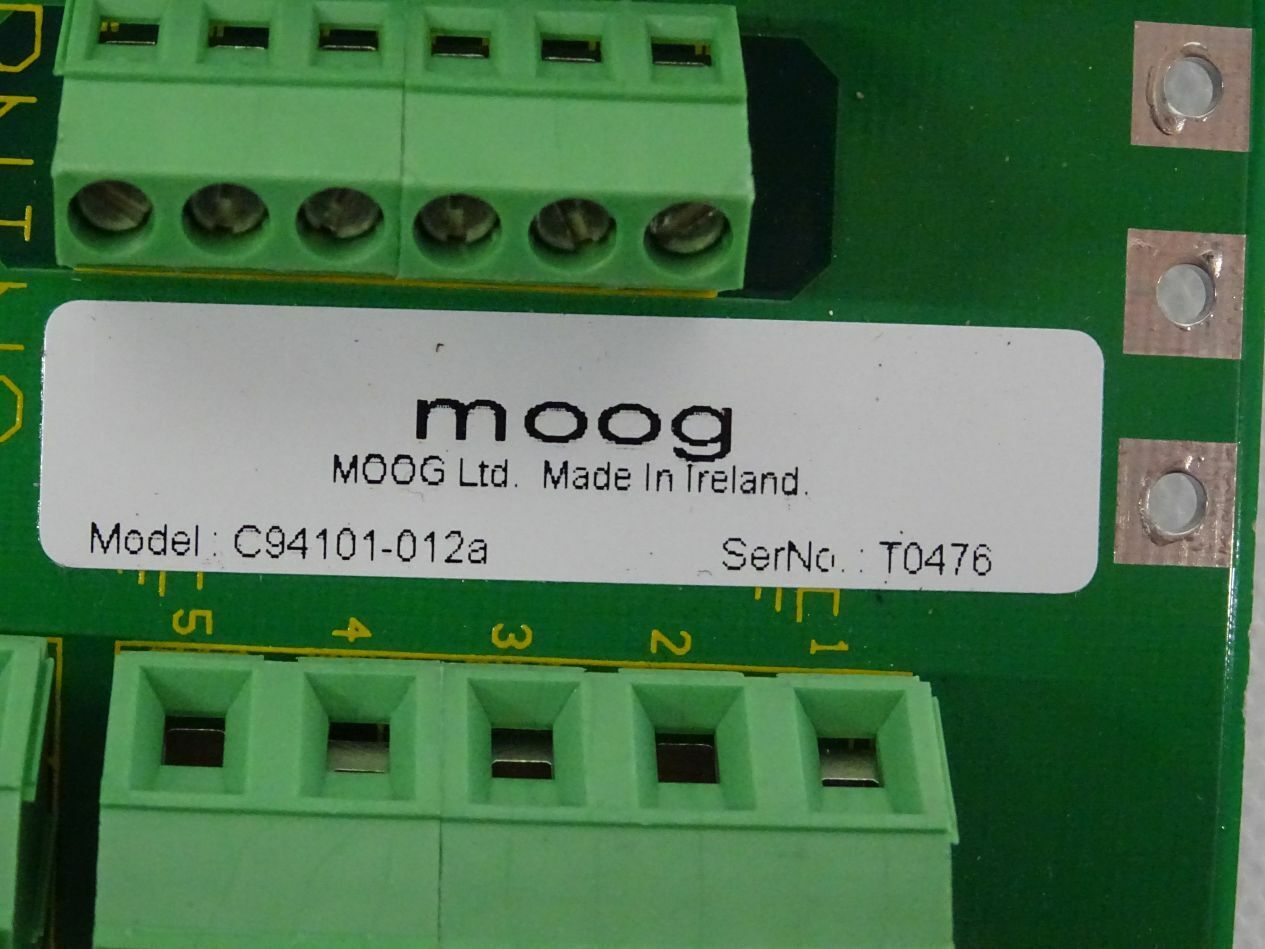 moog
MOOG Ltd. Made In Ireland.
Model : C94101-012a
SerNo. : T0476
5 4 3 2 1